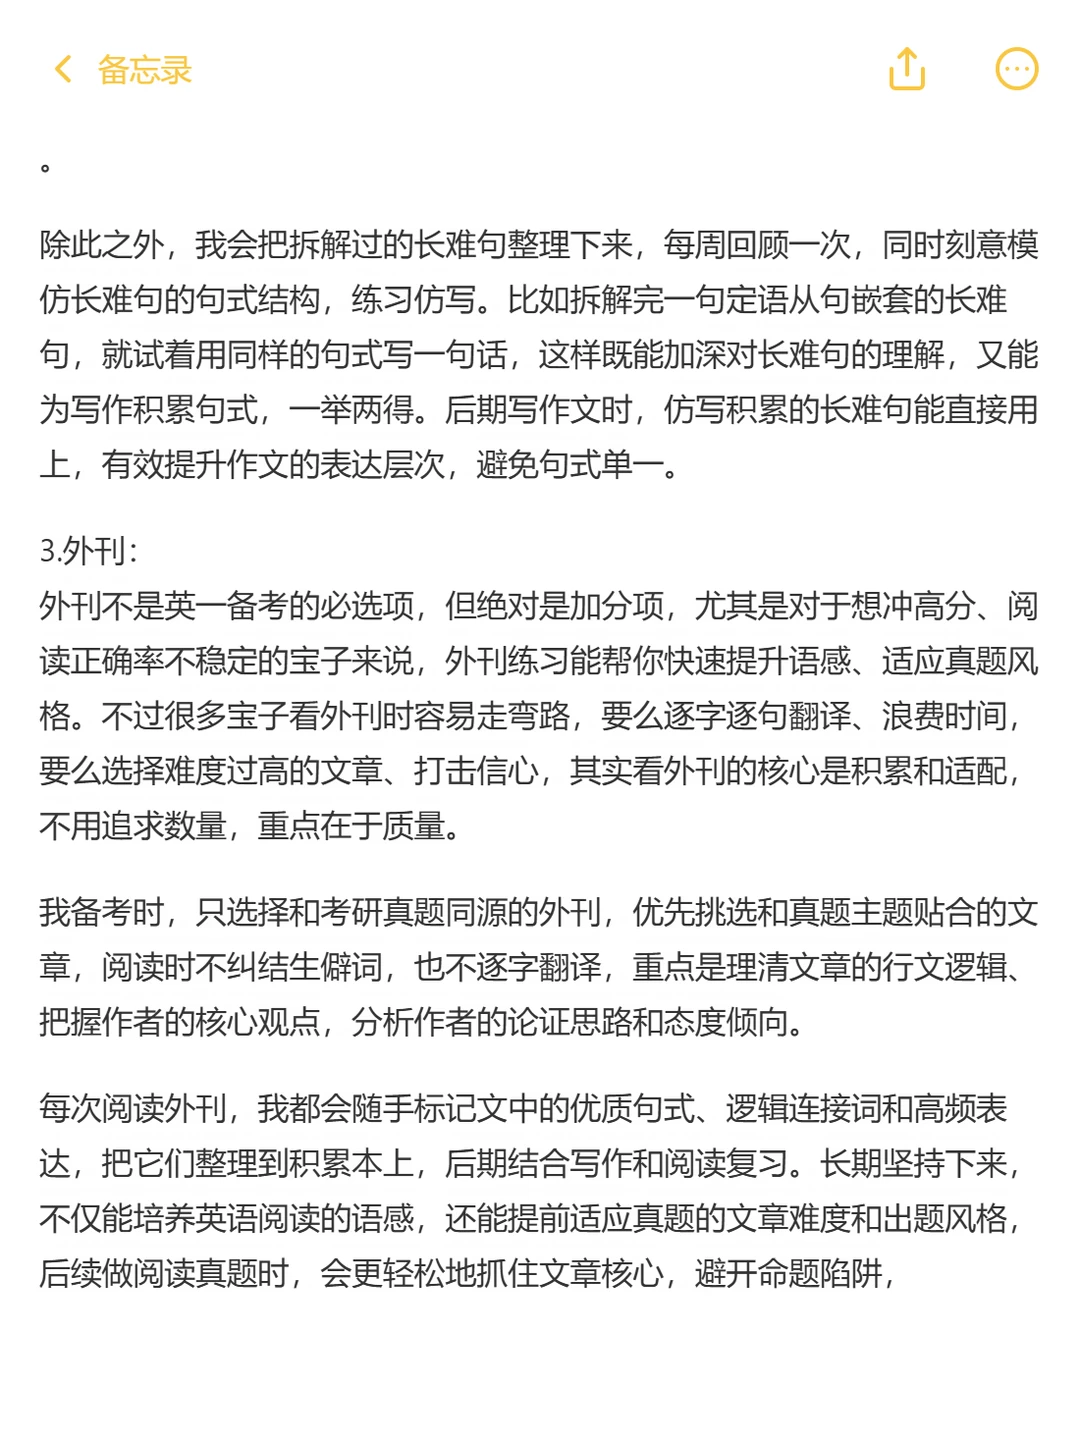 备忘录
。
除此之外，我会把拆解过的长难句整理下来，每周回顾一次，同时刻意模
仿长难句的句式结构，练习仿写。比如拆解完一句定语从句嵌套的长难
句，就试着用同样的句式写一句话，这样既能加深对长难句的理解，又能
为写作积累句式，一举两得。后期写作文时，仿写积累的长难句能直接用
上，有效提升作文的表达层次，避免句式单一。
3.外刊：
外刊不是英一备考的必选项，但绝对是加分项，尤其是对于想冲高分、阅
读正确率不稳定的宝子来说，外刊练习能帮你快速提升语感、适应真题风
格。不过很多宝子看外刊时容易走弯路，要么逐字逐句翻译、浪费时间，
要么选择难度过高的文章、打击信心，其实看外刊的核心是积累和适配，
不用追求数量，重点在于质量。
我备考时，只选择和考研真题同源的外刊，优先挑选和真题主题贴合的文
章，阅读时不纠结生僻词，也不逐字翻译，重点是理清文章的行文逻辑、
把握作者的核心观点，分析作者的论证思路和态度倾向。
每次阅读外刊，我都会随手标记文中的优质句式、逻辑连接词和高频表
达，把它们整理到积累本上，后期结合写作和阅读复习。长期坚持下来，
不仅能培养英语阅读的语感，还能提前适应真题的文章难度和出题风格，
后续做阅读真题时，会更轻松地抓住文章核心，避开命题陷阱，